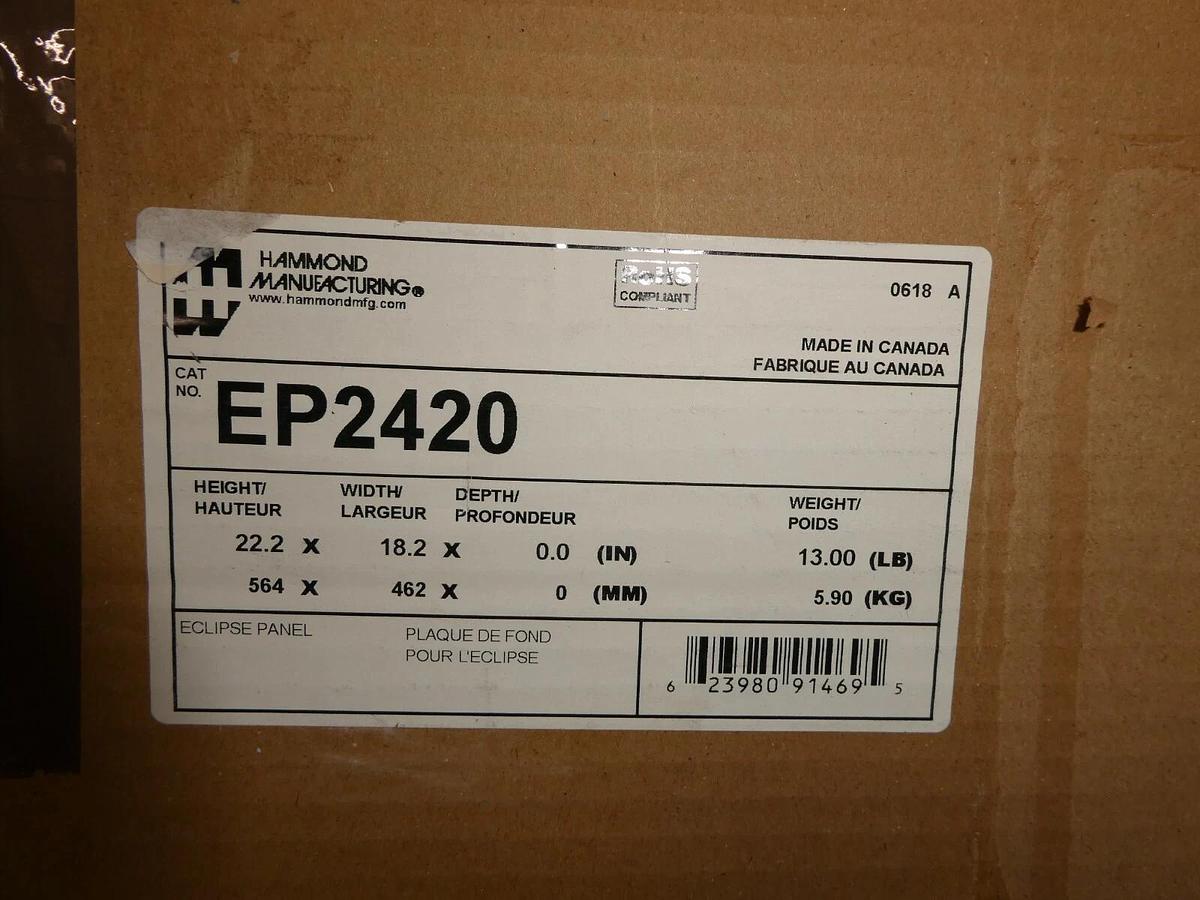 HAMMOND
MANUFACTURING®
www.hammondmfg.com
RoHS
COMPLIANT
0618 A
MADE IN CANADA
FABRIQUE AU CANADA
CAT
NO.
EP2420
HEIGHT/ WIDTH/ DEPTH/ WEIGHT/
HAUTEUR LARGEUR PROFONDEUR POIDS
22.2 X 18.2 X 0.0 (IN) 13.00 (LB)
564 X 462 X 0 (MM) 5.90 (KG)
ECLIPSE PANEL PLAQUE DE FOND
POUR L'ECLIPSE
6 23980 91469 5